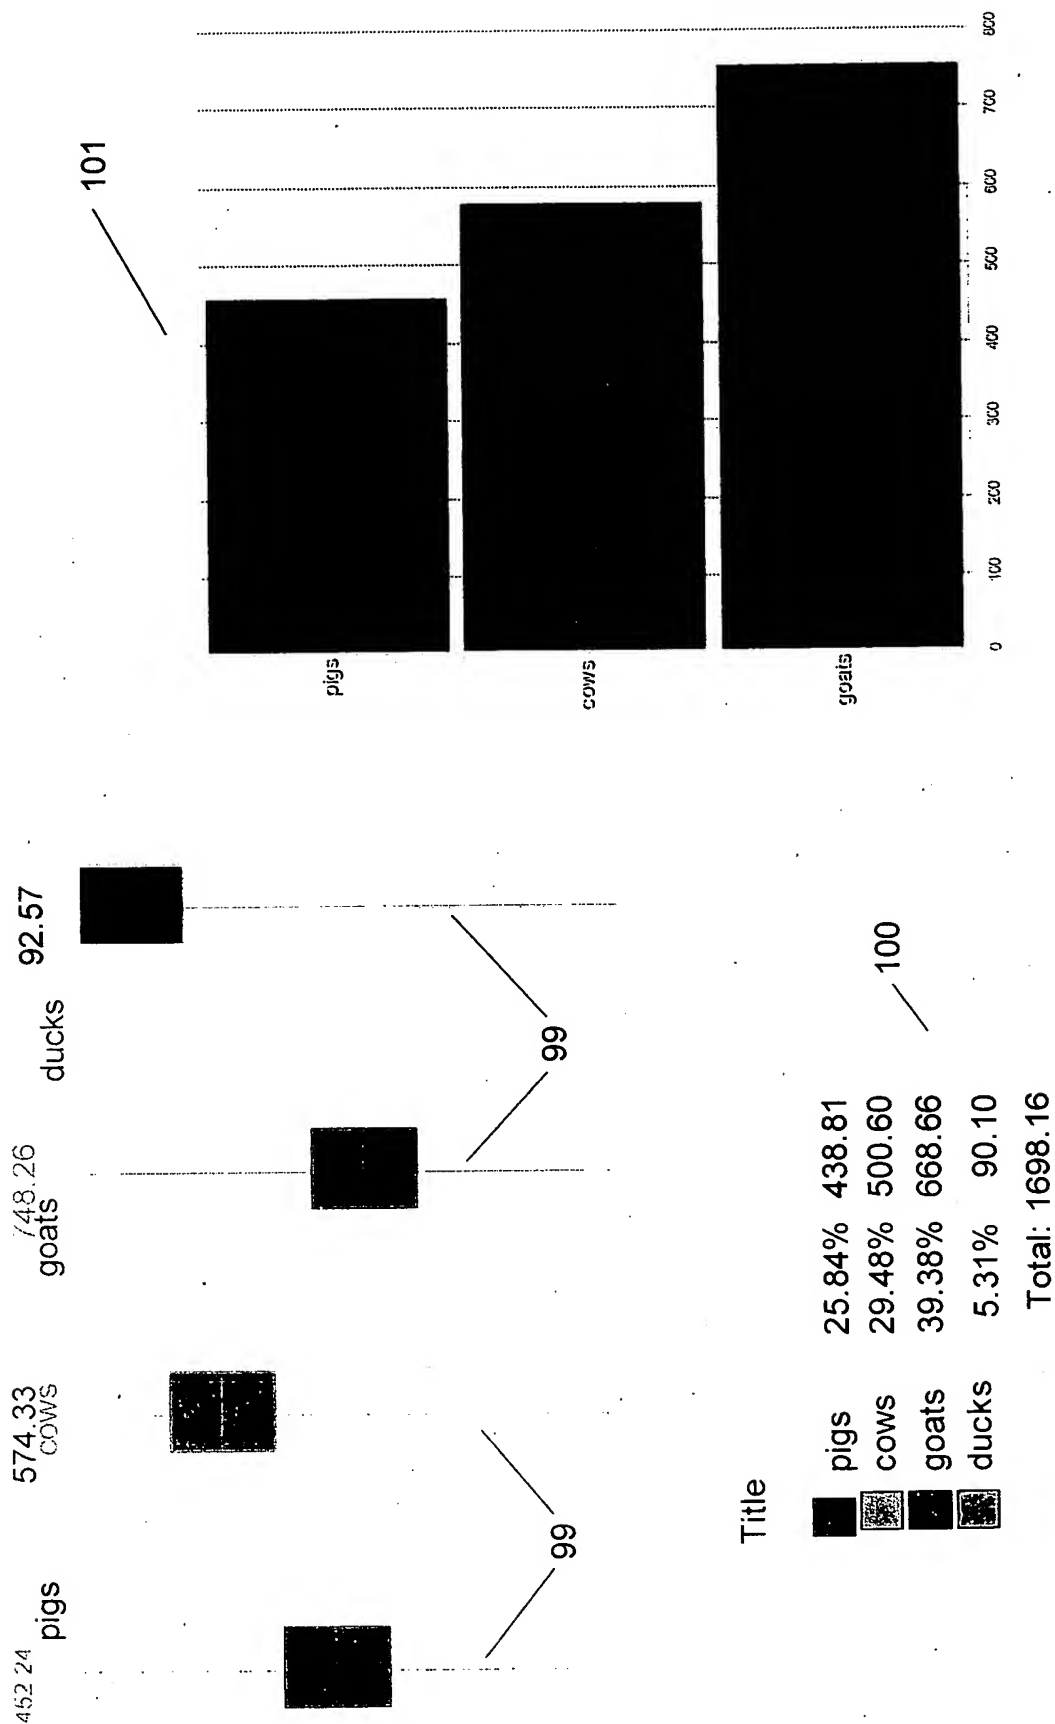 452.24
pigs
574.33
cows
748.26
goats
ducks
92.57
99
99
Title
pigs 25.84% 438.81
cows 29.48% 500.60
goats 39.38% 668.66
ducks 5.31% 90.10
Total: 1698.16
100
101
pigs
cows
goats
0 100 200 300 400 500 600 700 800